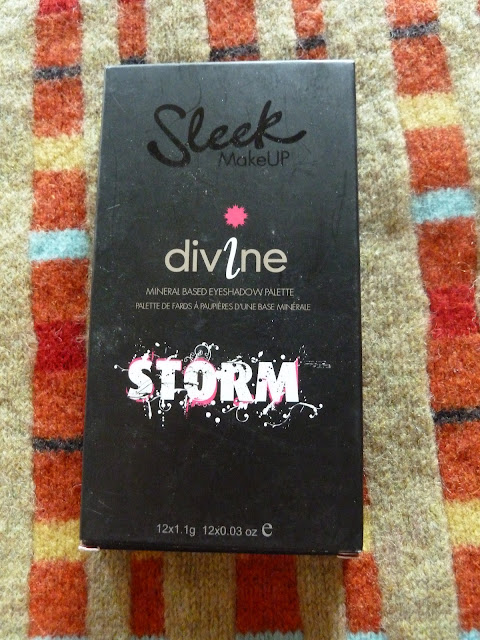 Sleek
MakeUP
divine
MINERAL BASED EYESHADOW PALETTE
PALETTE DE FARDS À PAUPIÈRES D'UNE BASE MINÉRALE
STORM
12x1.1g 12x0.03 oz ℮